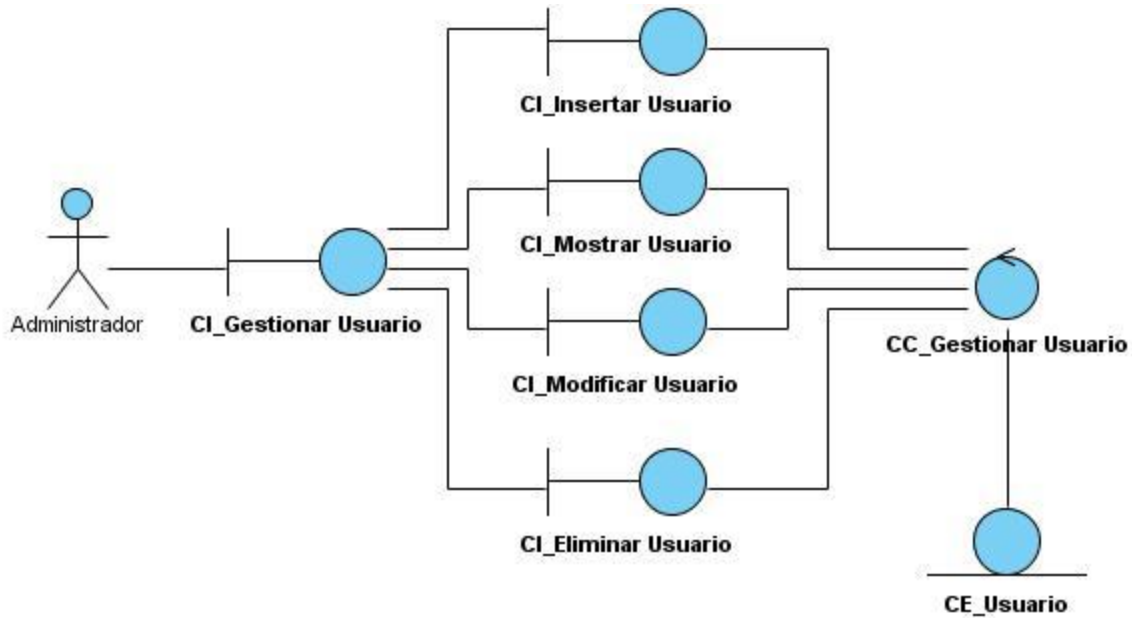 CI_Insertar Usuario
CI_Mostrar Usuario
Administrador
CI_Gestionar Usuario
CC_Gestionar Usuario
CI_Modificar Usuario
CI_Eliminar Usuario
CE_Usuario